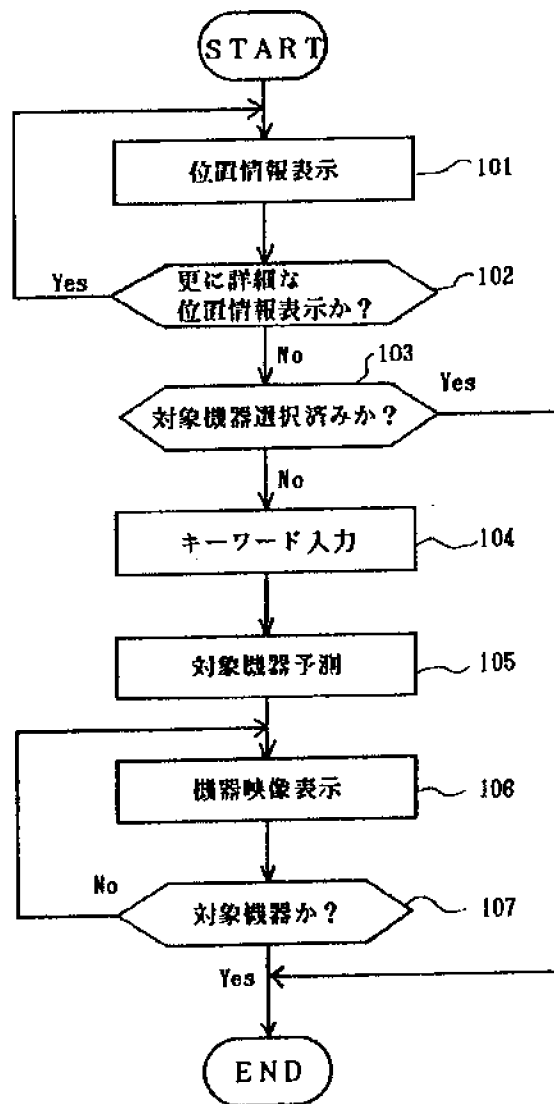 START
位置情報表示
101
更に詳細な
位置情報表示か？
102
Yes
No
103
対象機器選択済みか？
Yes
No
キーワード入力
104
対象機器予測
105
機器映像表示
106
No
対象機器か？
107
Yes
END